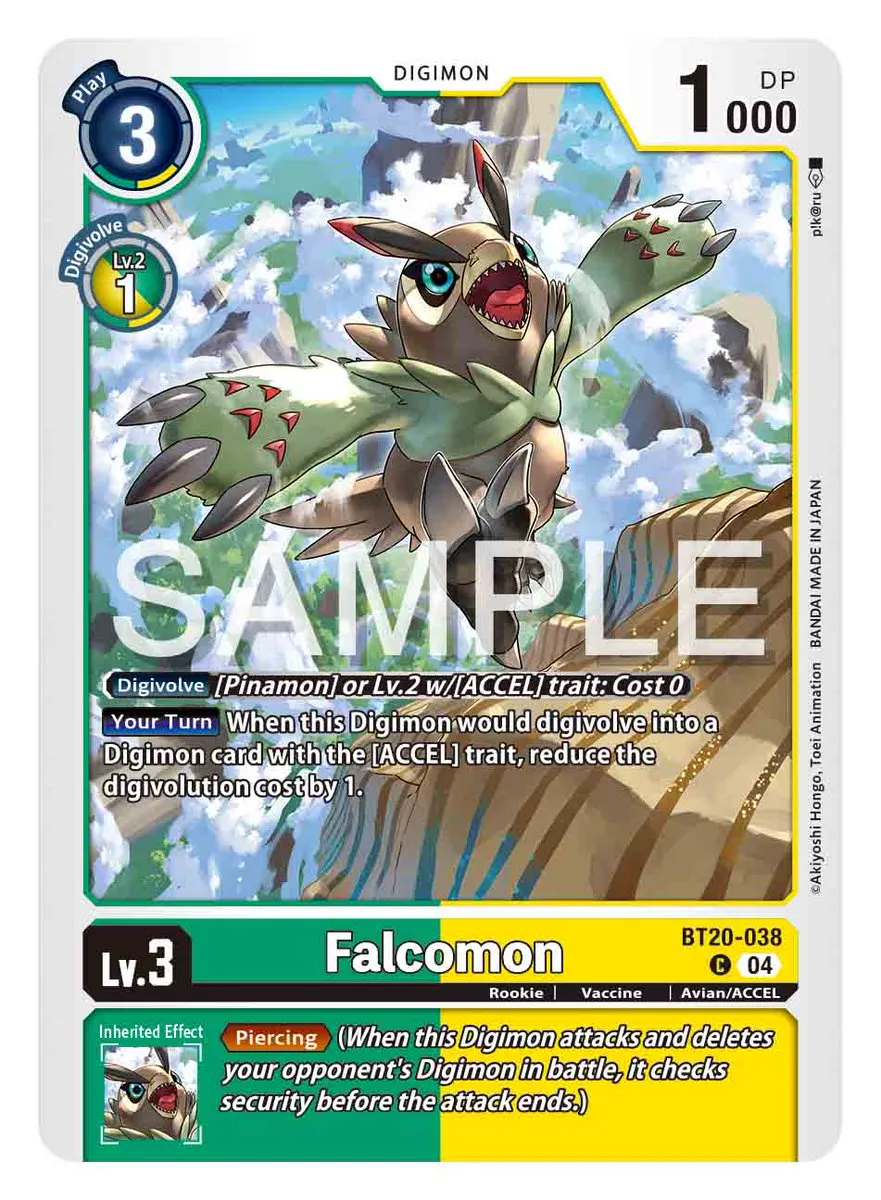 DIGIMON
Play
3
1000
DP
Digivolve
Lv.2
1
p!k@ru
SAMPLE
Digivolve [Pinamon] or Lv.2 w/[ACCEL] trait: Cost 0
Your Turn When this Digimon would digivolve into a
Digimon card with the [ACCEL] trait, reduce the
digivolution cost by 1.
©Akiyoshi Hongo, Toei Animation BANDAI MADE IN JAPAN
Lv.3
Falcomon
BT20-038
C 04
Rookie | Vaccine | Avian/ACCEL
Inherited Effect
Piercing (When this Digimon attacks and deletes
your opponent's Digimon in battle, it checks
security before the attack ends.)